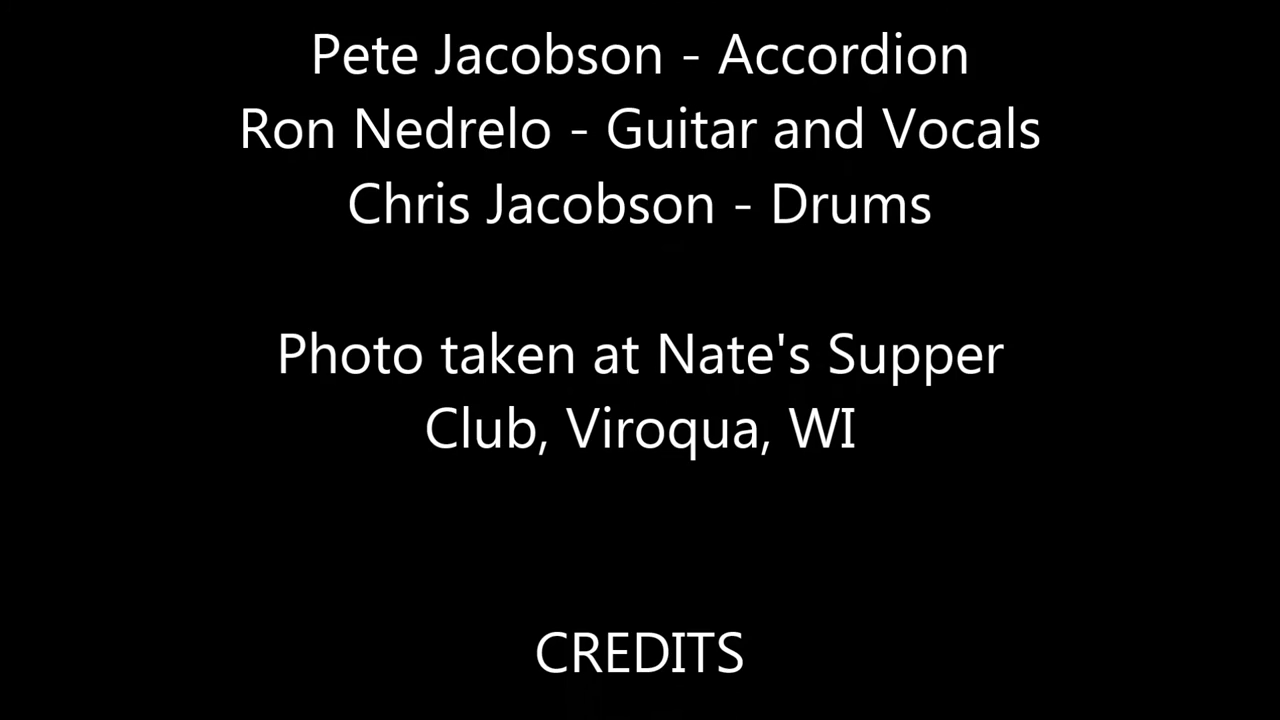 Pete Jacobson - Accordion
Ron Nedrelo - Guitar and Vocals
Chris Jacobson - Drums
Photo taken at Nate's Supper
Club, Viroqua, WI
CREDITS